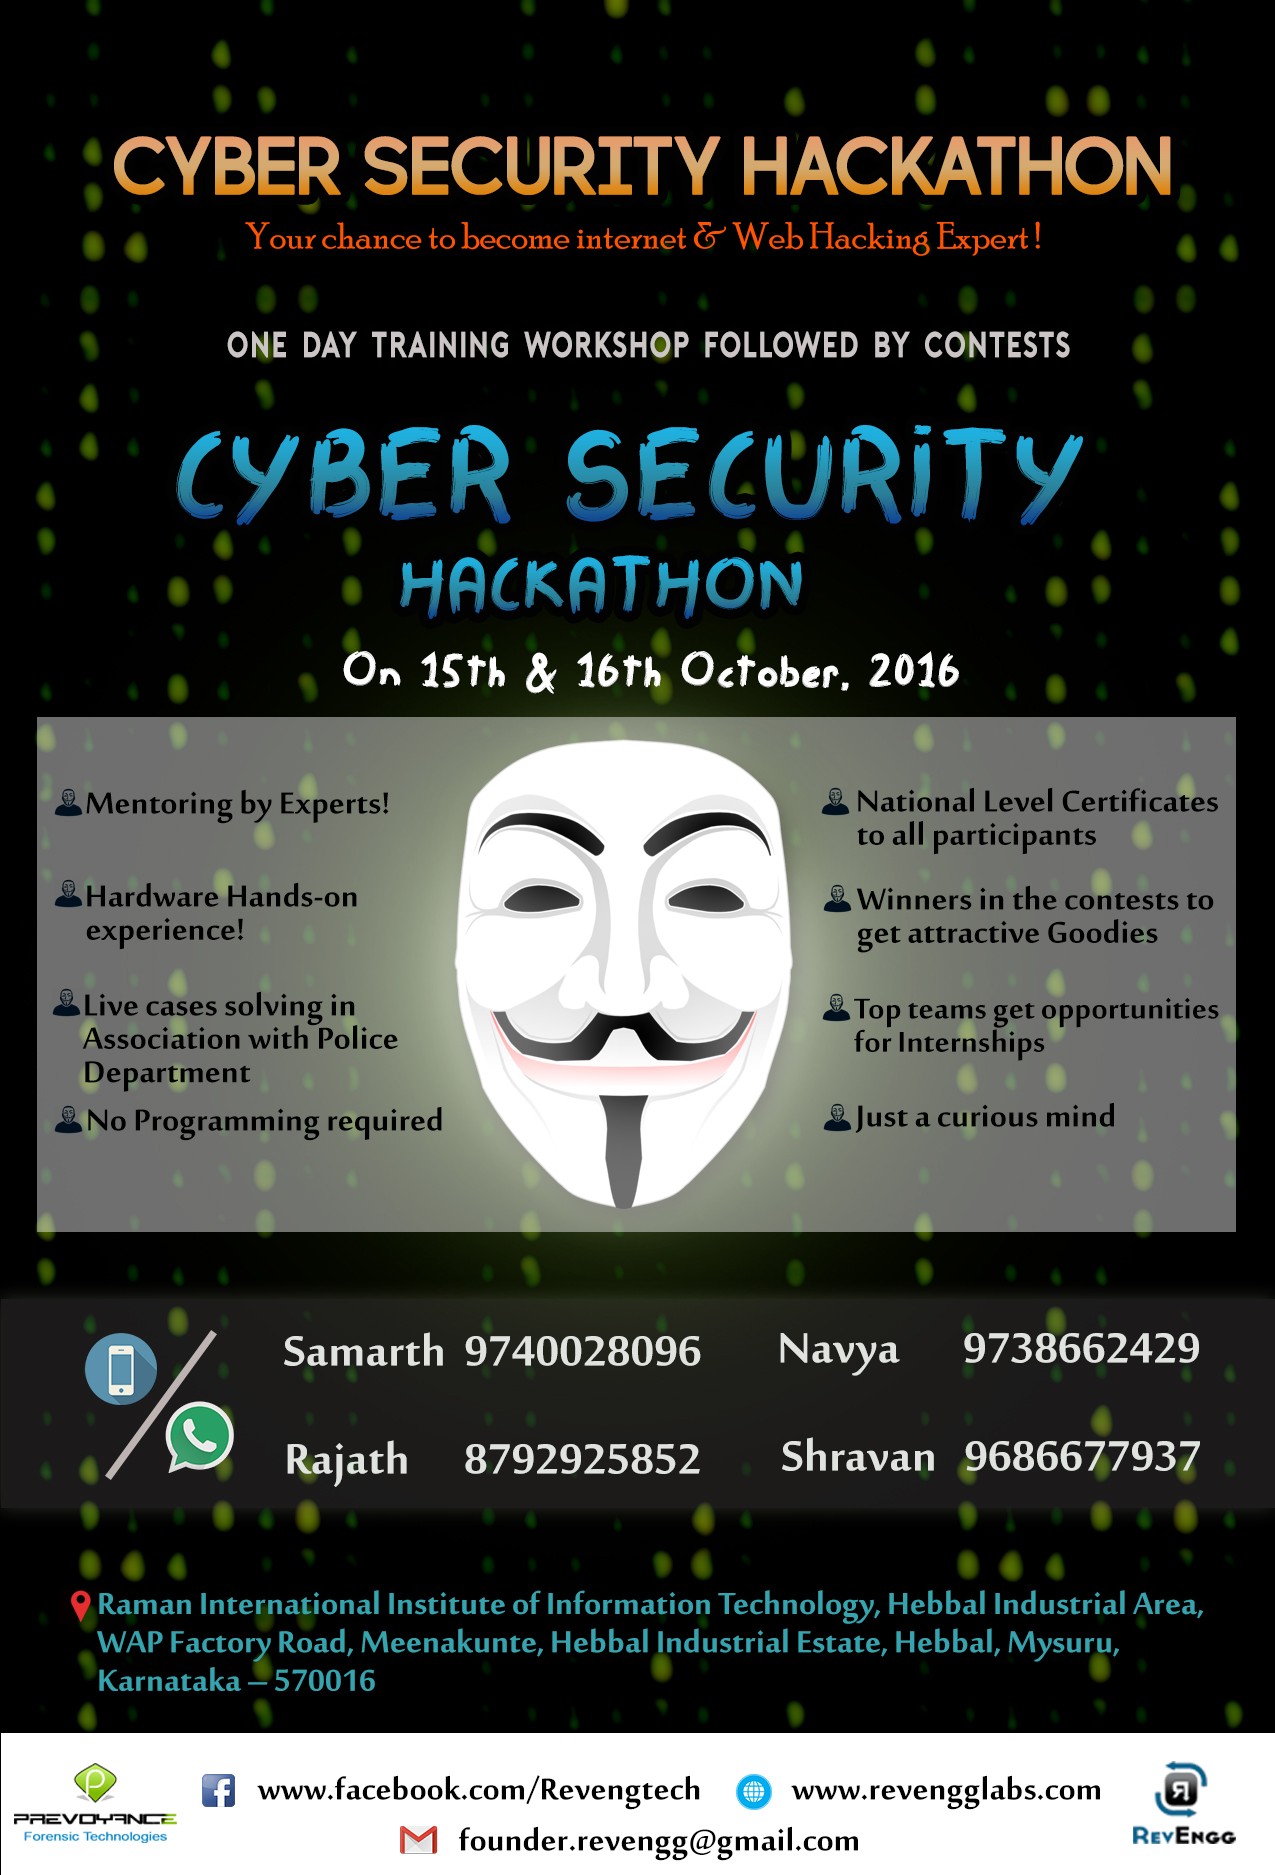 CYBER SECURITY HACKATHON
Your chance to become internet & Web Hacking Expert !
ONE DAY TRAINING WORKSHOP FOLLOWED BY CONTESTS
CYBER SECURITY
HACKATHON
On 15th & 16th October, 2016
Mentoring by Experts!
Hardware Hands-on
experience!
Live cases solving in
Association with Police
Department
No Programming required
National Level Certificates
to all participants
Winners in the contests to
get attractive Goodies
Top teams get opportunities
for Internships
Just a curious mind
Samarth 9740028096
Navya 9738662429
Rajath 8792925852
Shravan 9686677937
Raman International Institute of Information Technology, Hebbal Industrial Area,
WAP Factory Road, Meenakunte, Hebbal Industrial Estate, Hebbal, Mysuru,
Karnataka – 570016
P
PREVOYANCE
Forensic Technologies
www.facebook.com/Revengtech
www.revengglabs.com
founder.revengg@gmail.com
REVENGG